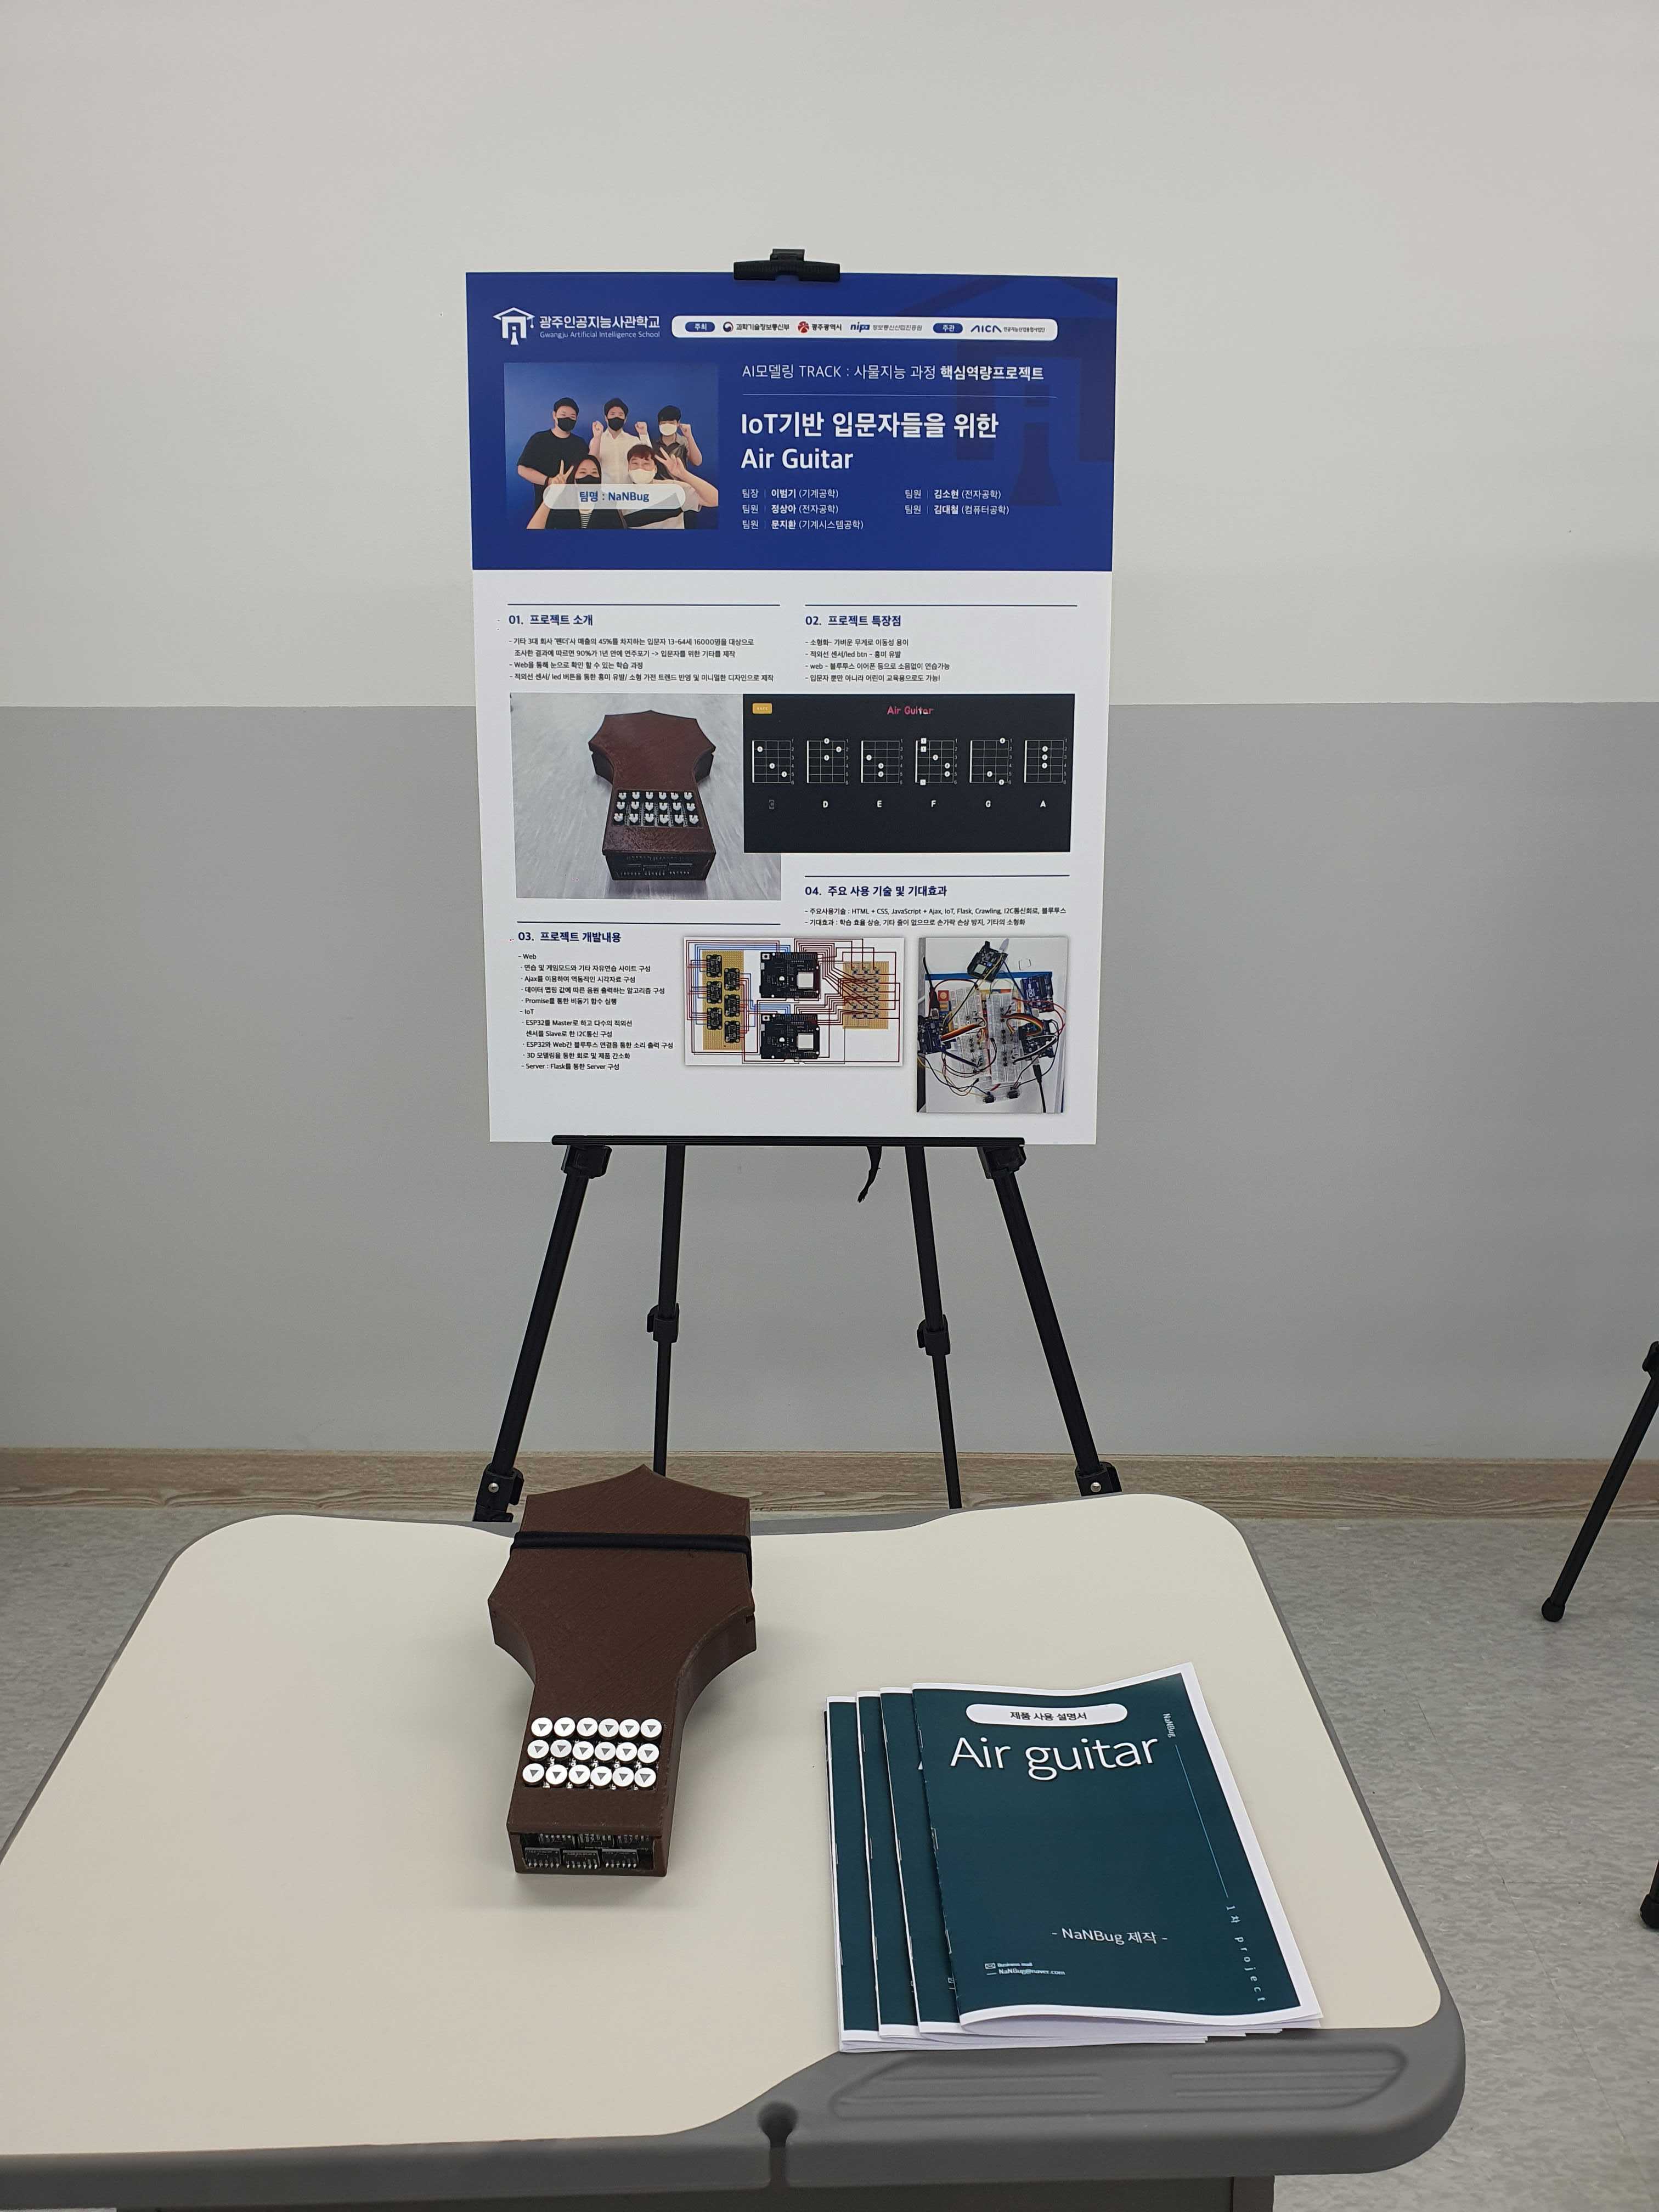 광주인공지능사관학교
Gwangju Artificial Intelligence School
주최 과학기술정보통신부 광주광역시 nipa 정보통신산업진흥원 주관 AICA 인공지능산업융합사업단
AI모델링 TRACK : 사물지능 과정 핵심역량프로젝트
IoT기반 입문자들을 위한
Air Guitar
팀명 : NaNBug
팀장 | 이범기 (기계공학)
팀원 | 김소현 (전자공학)
팀원 | 정상아 (전자공학)
팀원 | 김대철 (컴퓨터공학)
팀원 | 문지환 (기계시스템공학)
01. 프로젝트 소개
- 기타 3대 회사 '펜더'사 매출의 45%를 차지하는 입문자 13-64세 16000명을 대상으로
조사한 결과에 따르면 90%가 1년 안에 연주포기 -> 입문자를 위한 기타를 제작
- Web을 통해 눈으로 확인 할 수 있는 학습 과정
- 적외선 센서/ led 버튼을 통한 흥미 유발/ 소형 가전 트렌드 반영 및 미니멀한 디자인으로 제작
02. 프로젝트 특장점
- 소형화- 가벼운 무게로 이동성 용이
- 적외선 센서/led btn - 흥미 유발
- web - 블루투스 이어폰 등으로 소음없이 연습가능
- 입문자 뿐만 아니라 어린이 교육용으로도 가능!
Air Guitar
1
2
3
4
5
6
C D E F G A
04. 주요 사용 기술 및 기대효과
- 주요사용기술 : HTML + CSS, JavaScript + Ajax, IoT, Flask, Crawling, I2C통신회로, 블루투스
- 기대효과 : 학습 효율 상승, 기타 줄이 없으므로 손가락 손상 방지, 기타의 소형화
03. 프로젝트 개발내용
- Web
· 연습 및 게임모드와 기타 자유연습 사이트 구성
· Ajax를 이용하여 역동적인 시각자료 구성
· 데이터 맵핑 값에 따른 음원 출력하는 알고리즘 구성
· Promise를 통한 비동기 함수 실행
- IoT
· ESP32를 Master로 하고 다수의 적외선
센서를 Slave로 한 I2C통신 구성
· ESP32와 Web간 블루투스 연결을 통한 소리 출력 구성
· 3D 모델링을 통한 회로 및 제품 간소화
- Server : Flask를 통한 Server 구성
제품 사용 설명서
Air guitar
NaNBug
1차 project
- NaNBug 제작 -
Business mail
NaNBug@naver.com